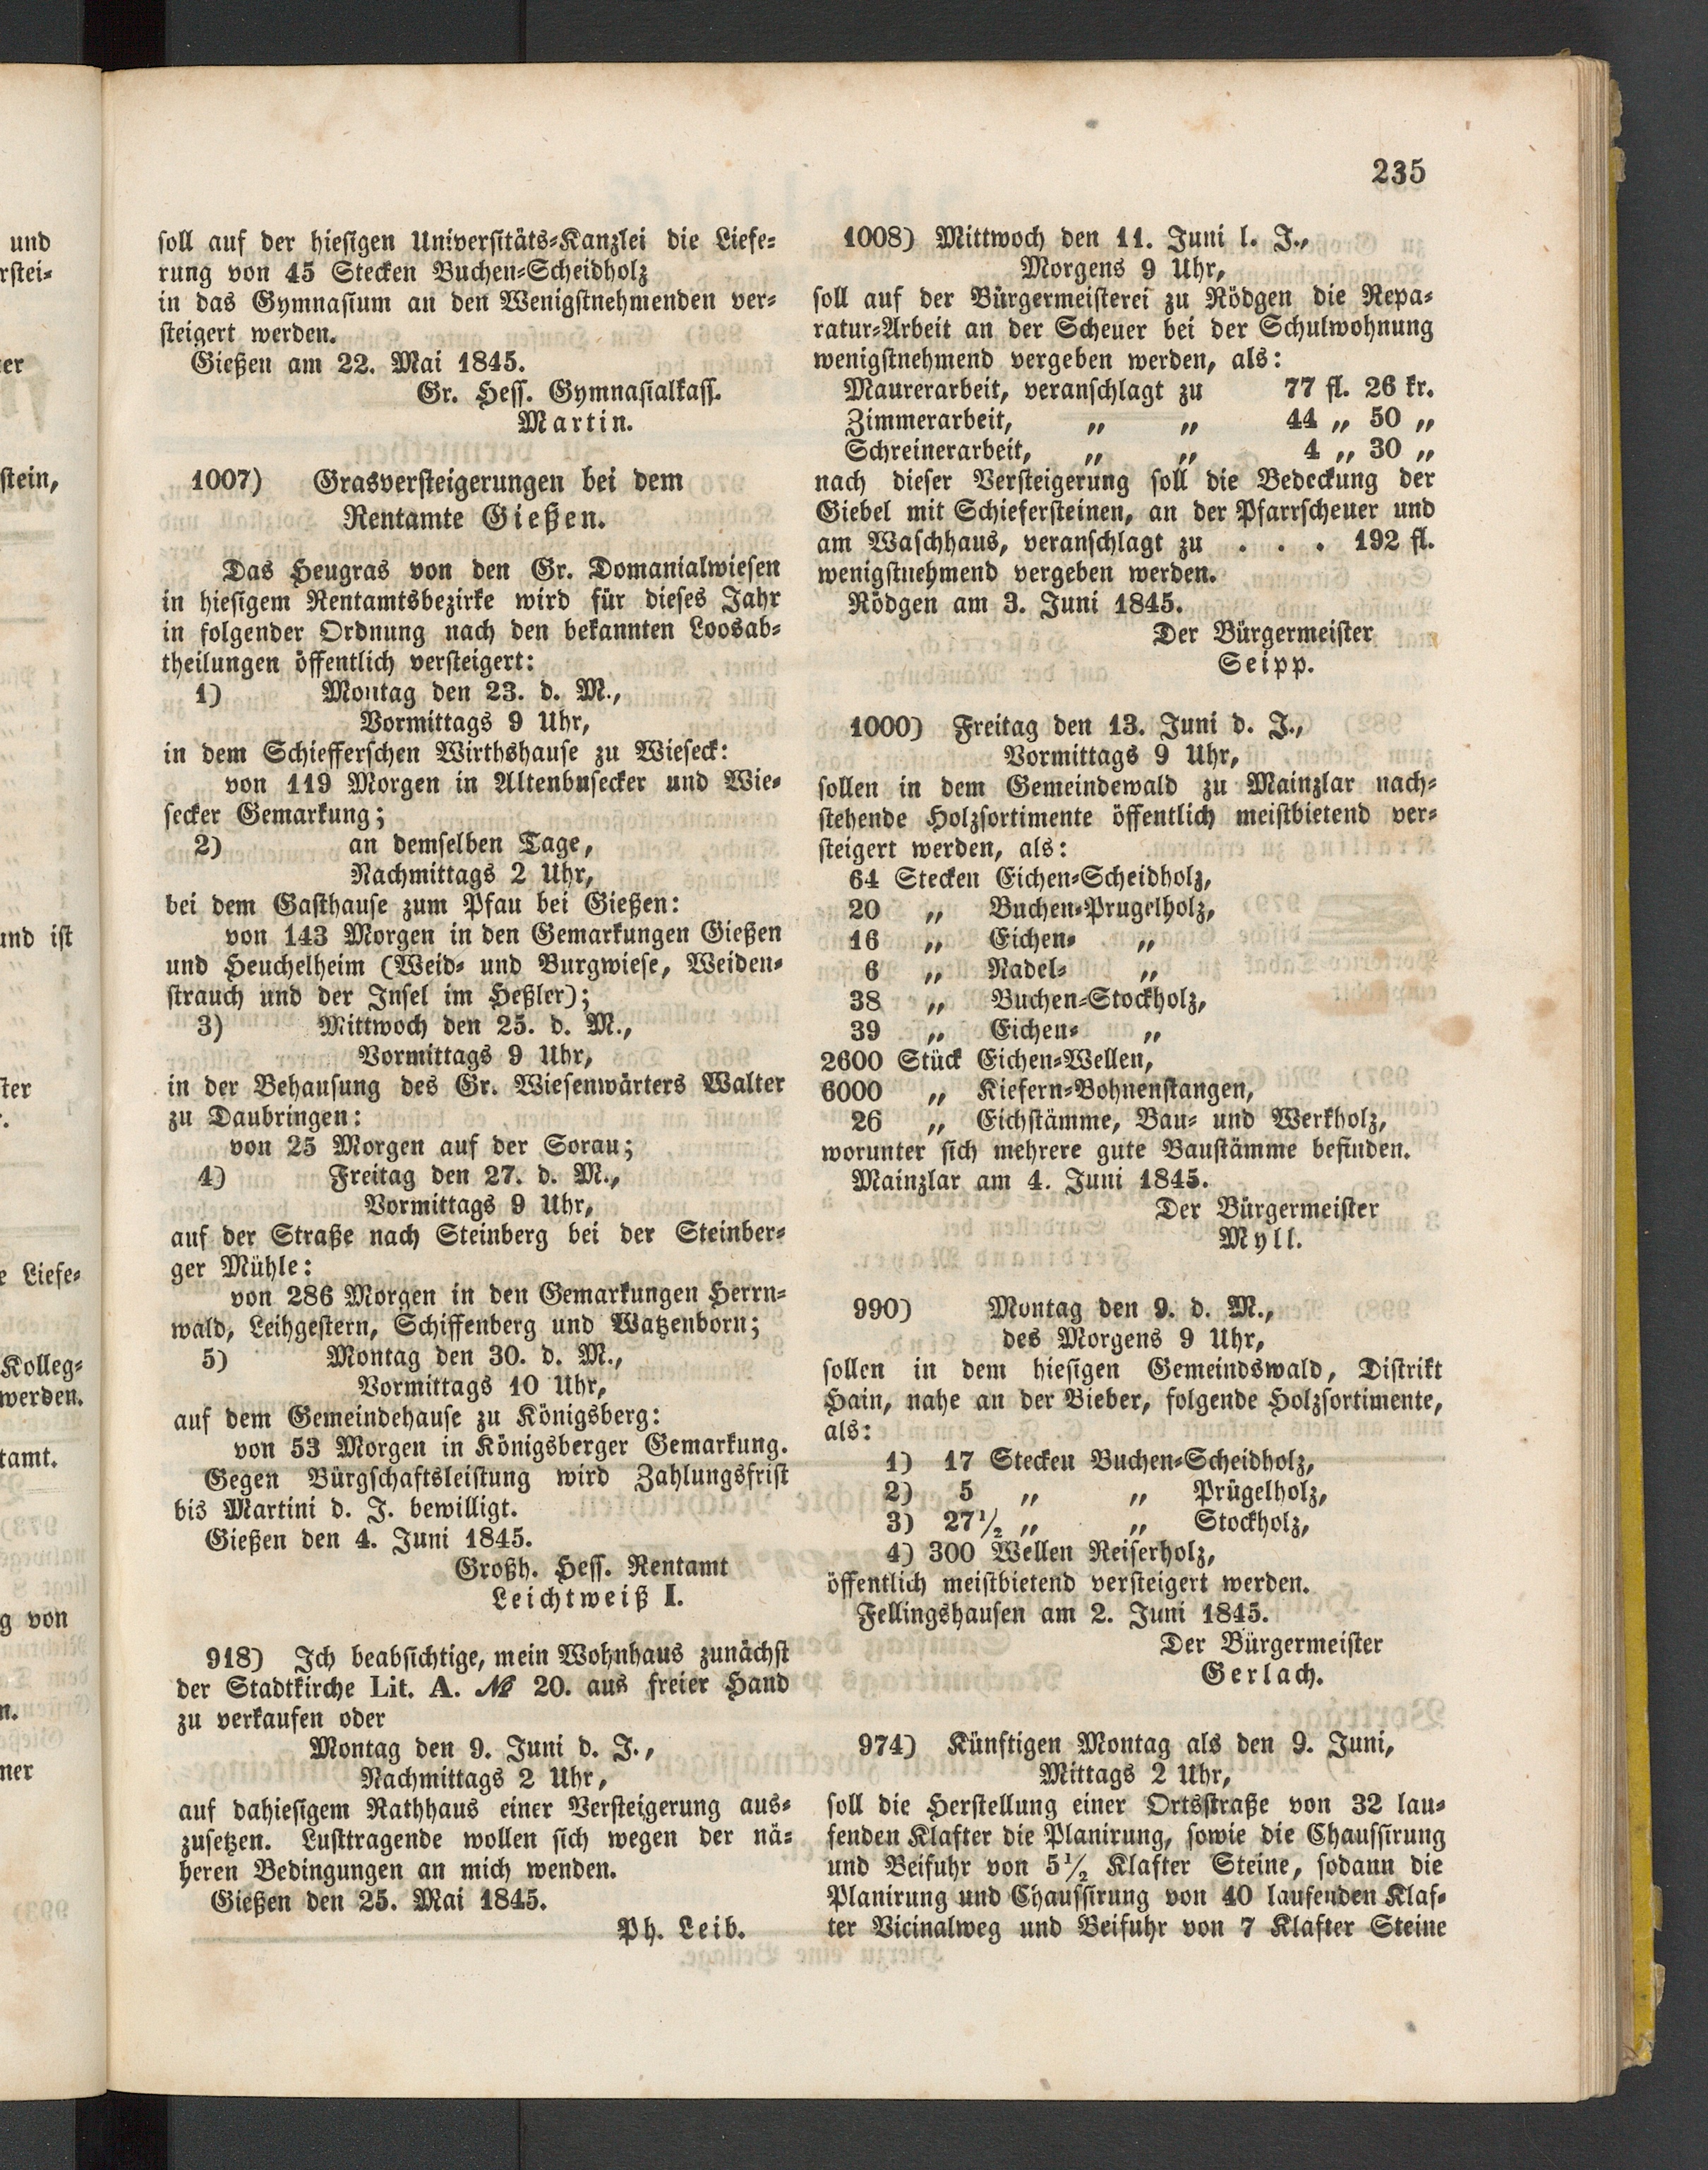 235
soll auf der hiesigen Universitäts-Kanzlei die Liefe-
rung von 45 Stecken Buchen-Scheidholz
in das Gymnasium an den Wenigstnehmenden ver-
steigert werden.
Gießen am 22. Mai 1845.
Gr. Hess. Gymnasialkass.
Martin.
1007) Grasversteigerungen bei dem
Rentamte Gießen.
Das Heugras von den Gr. Domanialwiesen
in hiesigem Rentamtsbezirke wird für dieses Jahr
in folgender Ordnung nach den bekannten Loosab-
theilungen öffentlich versteigert:
1) Montag den 23. d. M.,
Vormittags 9 Uhr,
in dem Schiefferschen Wirthshause zu Wieseck:
von 119 Morgen in Altenbusecker und Wie-
secker Gemarkung;
2) an demselben Tage,
Nachmittags 2 Uhr,
bei dem Gasthause zum Pfau bei Gießen:
von 143 Morgen in den Gemarkungen Gießen
und Heuchelheim (Weid- und Burgwiese, Weiden-
strauch und der Insel im Heßler);
3) Mittwoch den 25. d. M.,
Vormittags 9 Uhr,
in der Behausung des Gr. Wiesenwärters Walter
zu Daubringen:
von 25 Morgen auf der Sorau;
4) Freitag den 27. d. M.,
Vormittags 9 Uhr,
auf der Straße nach Steinberg bei der Steinber-
ger Mühle:
von 286 Morgen in den Gemarkungen Herrn-
wald, Leihgestern, Schiffenberg und Watzenborn;
5) Montag den 30. d. M.,
Vormittags 10 Uhr,
auf dem Gemeindehause zu Königsberg:
von 53 Morgen in Königsberger Gemarkung.
Gegen Bürgschaftsleistung wird Zahlungsfrist
bis Martini d. J. bewilligt.
Gießen den 4. Juni 1845.
Großh. Hess. Rentamt
Leichtweiß I.
918) Ich beabsichtige, mein Wohnhaus zunächst
der Stadtkirche Lit. A. № 20. aus freier Hand
zu verkaufen oder
Montag den 9. Juni d. J.,
Nachmittags 2 Uhr,
auf dahiesigem Rathhaus einer Versteigerung aus-
zusetzen. Lusttragende wollen sich wegen der nä-
heren Bedingungen an mich wenden.
Gießen den 25. Mai 1845.
Ph. Leib.
1008) Mittwoch den 11. Juni l. J.,
Morgens 9 Uhr,
soll auf der Bürgermeisterei zu Rödgen die Repa-
ratur-Arbeit an der Scheuer bei der Schulwohnung
wenigstnehmend vergeben werden, als:
Maurerarbeit, veranschlagt zu 77 fl. 26 kr.
Zimmerarbeit, „ „ 44 „ 50 „
Schreinerarbeit, „ „ 4 „ 30 „
nach dieser Versteigerung soll die Bedeckung der
Giebel mit Schiefersteinen, an der Pfarrscheuer und
am Waschhaus, veranschlagt zu . . . 192 fl.
wenigstnehmend vergeben werden.
Rödgen am 3. Juni 1845.
Der Bürgermeister
Seipp.
1000) Freitag den 13. Juni d. J.,
Vormittags 9 Uhr,
sollen in dem Gemeindewald zu Mainzlar nach-
stehende Holzsortimente öffentlich meistbietend ver-
steigert werden, als:
64 Stecken Eichen-Scheidholz,
20 „ Buchen-Prugelholz,
16 „ Eichen- „
6 „ Nadel- „
38 „ Buchen-Stockholz,
39 „ Eichen- „
2600 Stück Eichen-Wellen,
6000 „ Kiefern-Bohnenstangen,
26 „ Eichstämme, Bau- und Werkholz,
worunter sich mehrere gute Baustämme befinden.
Mainzlar am 4. Juni 1845.
Der Bürgermeister
Myll.
990) Montag den 9. d. M.,
des Morgens 9 Uhr,
sollen in dem hiesigen Gemeindswald, Distrikt
Hain, nahe an der Bieber, folgende Holzsortimente,
als:
1) 17 Stecken Buchen-Scheidholz,
2) 5 „ „ Prügelholz,
3) 27½ „ „ Stockholz,
4) 300 Wellen Reiserholz,
öffentlich meistbietend versteigert werden.
Fellingshausen am 2. Juni 1845.
Der Bürgermeister
Gerlach.
974) Künftigen Montag als den 9. Juni,
Mittags 2 Uhr,
soll die Herstellung einer Ortsstraße von 32 lau-
fenden Klafter die Planirung, sowie die Chaussirung
und Beifuhr von 5½ Klafter Steine, sodann die
Planirung und Chaussirung von 40 laufenden Klaf-
ter Vicinalweg und Beifuhr von 7 Klafter Steine